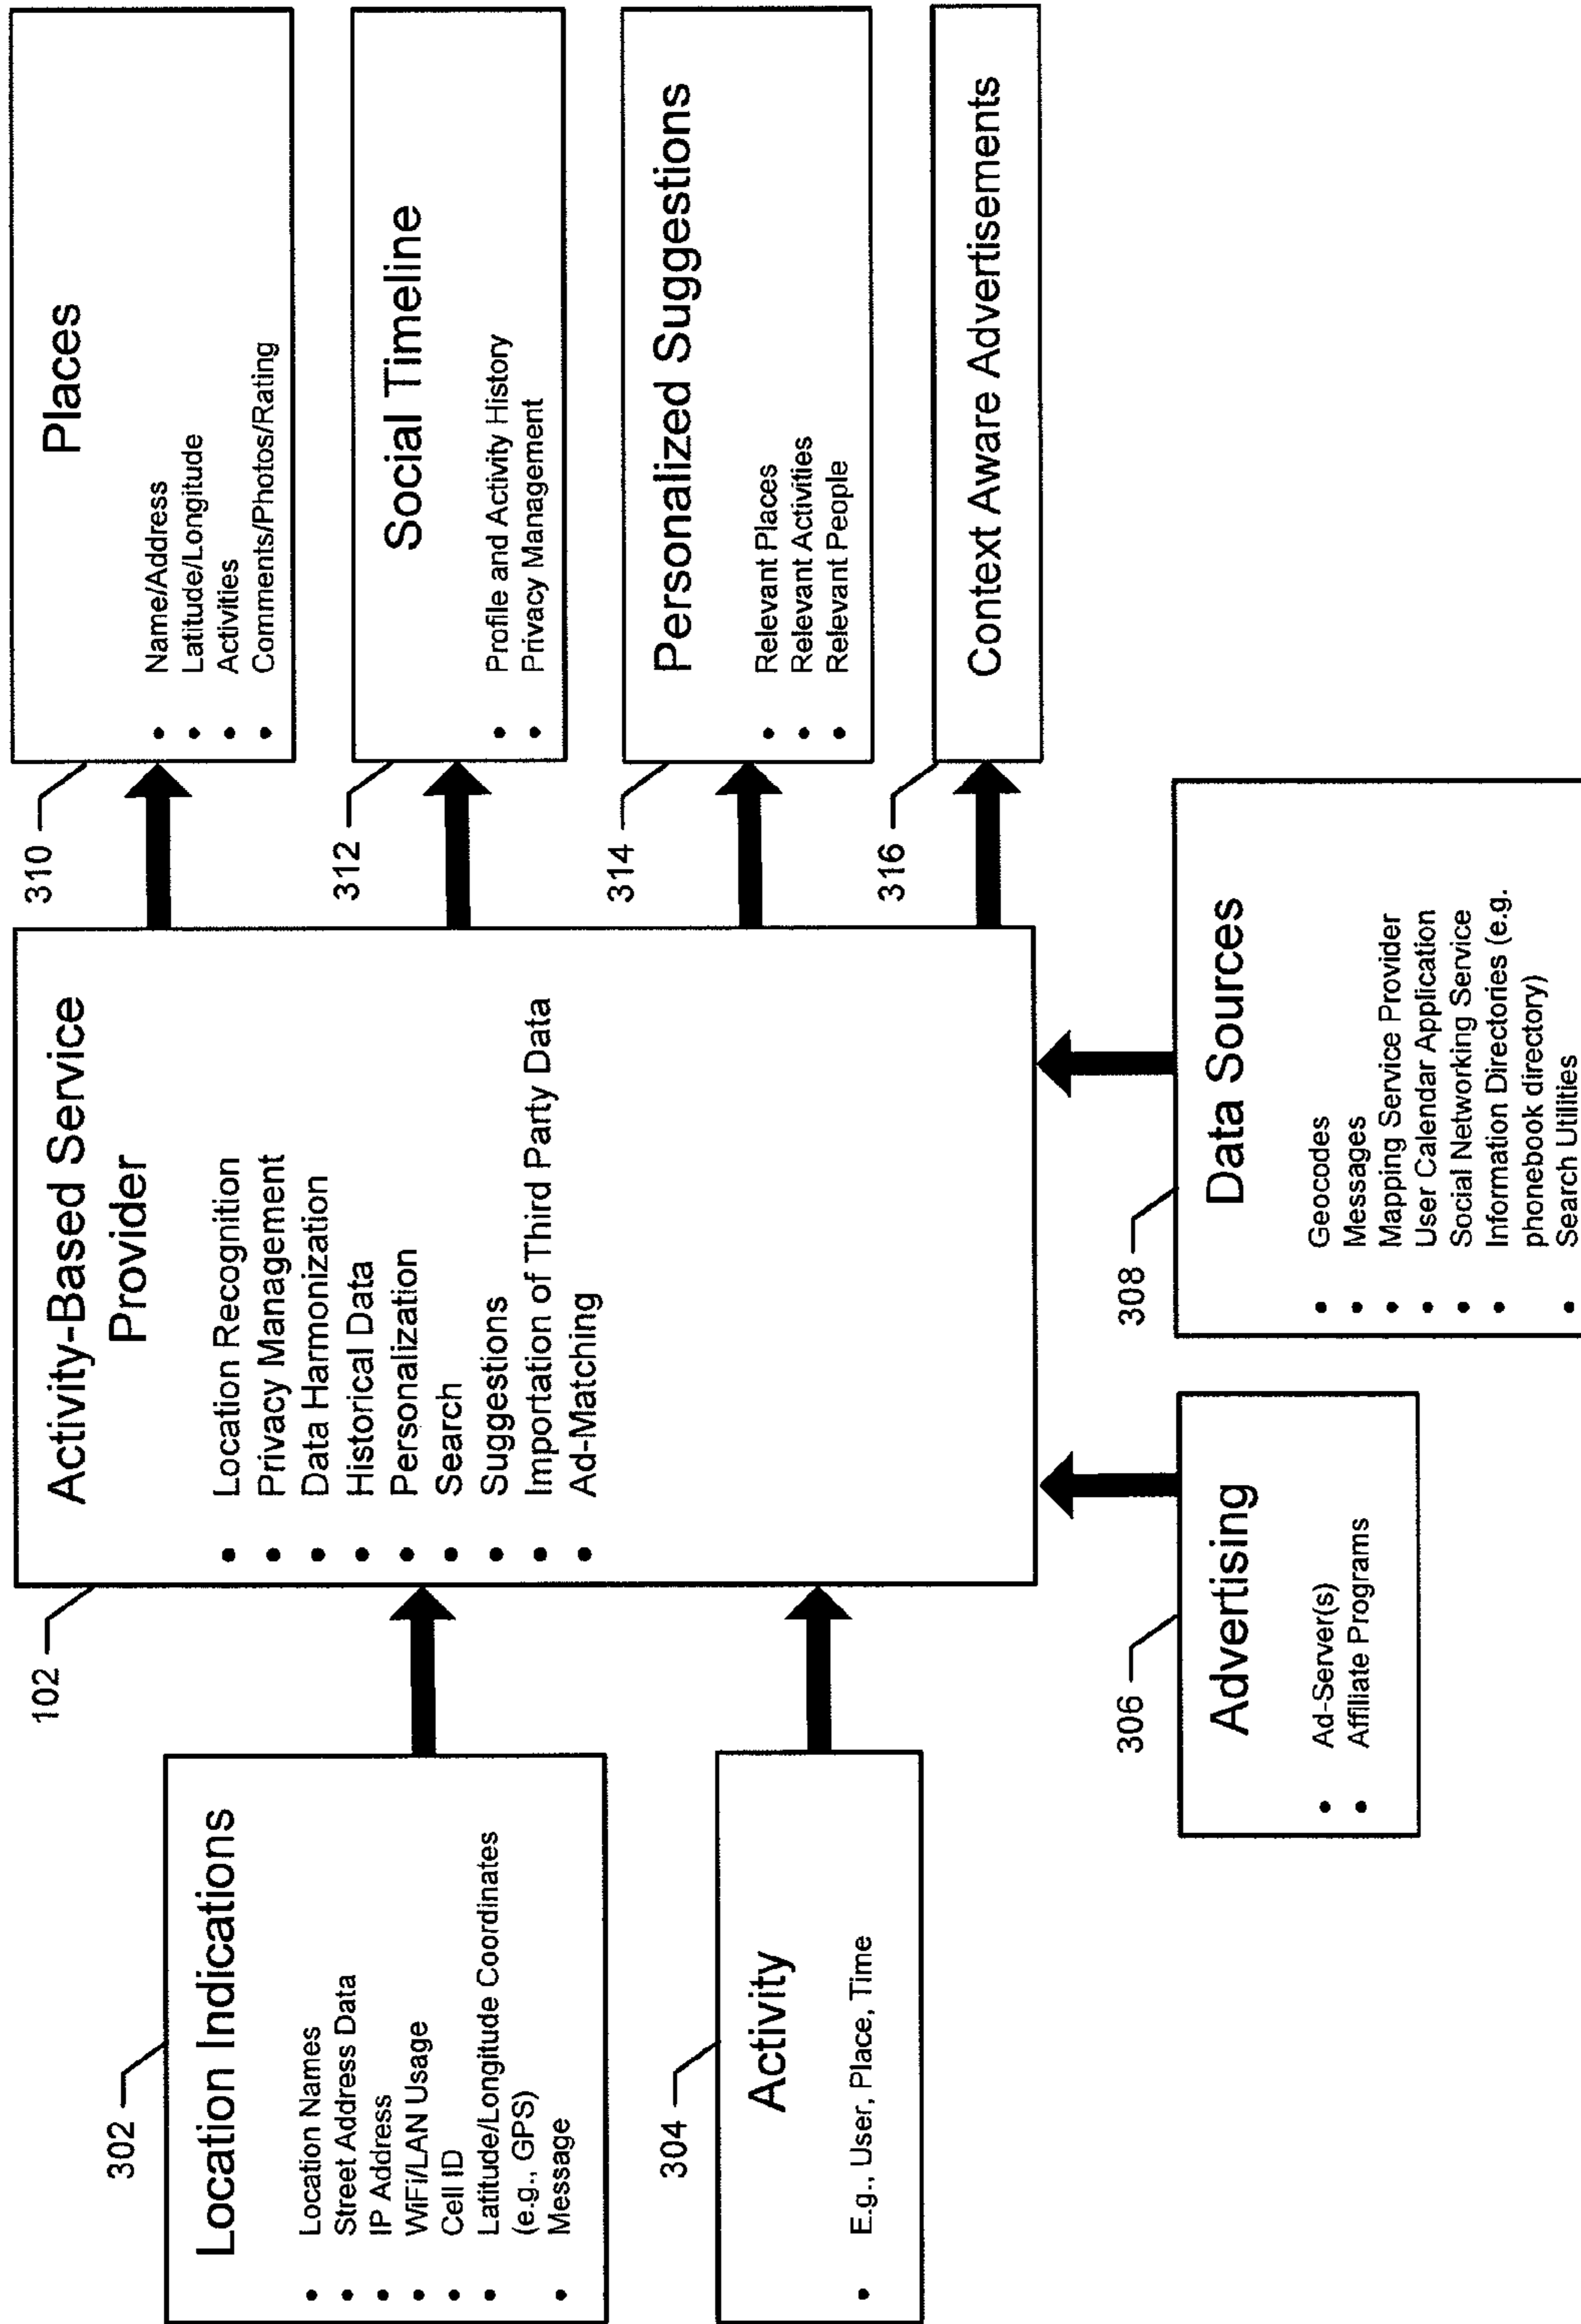 302
Location Indications
• Location Names
• Street Address Data
• IP Address
• WiFi/LAN Usage
• Cell ID
• Latitude/Longitude Coordinates
(e.g., GPS)
• Message
304
Activity
• E.g., User, Place, Time
102
Activity-Based Service
Provider
• Location Recognition
• Privacy Management
• Data Harmonization
• Historical Data
• Personalization
• Search
• Suggestions
• Importation of Third Party Data
• Ad-Matching
306
Advertising
• Ad-Server(s)
• Affiliate Programs
308
Data Sources
• Geocodes
• Messages
• Mapping Service Provider
• User Calendar Application
• Social Networking Service
• Information Directories (e.g.
phonebook directory)
• Search Utilities
310
Places
• Name/Address
• Latitude/Longitude
• Activities
• Comments/Photos/Rating
312
Social Timeline
• Profile and Activity History
• Privacy Management
314
Personalized Suggestions
• Relevant Places
• Relevant Activities
• Relevant People
316
Context Aware Advertisements